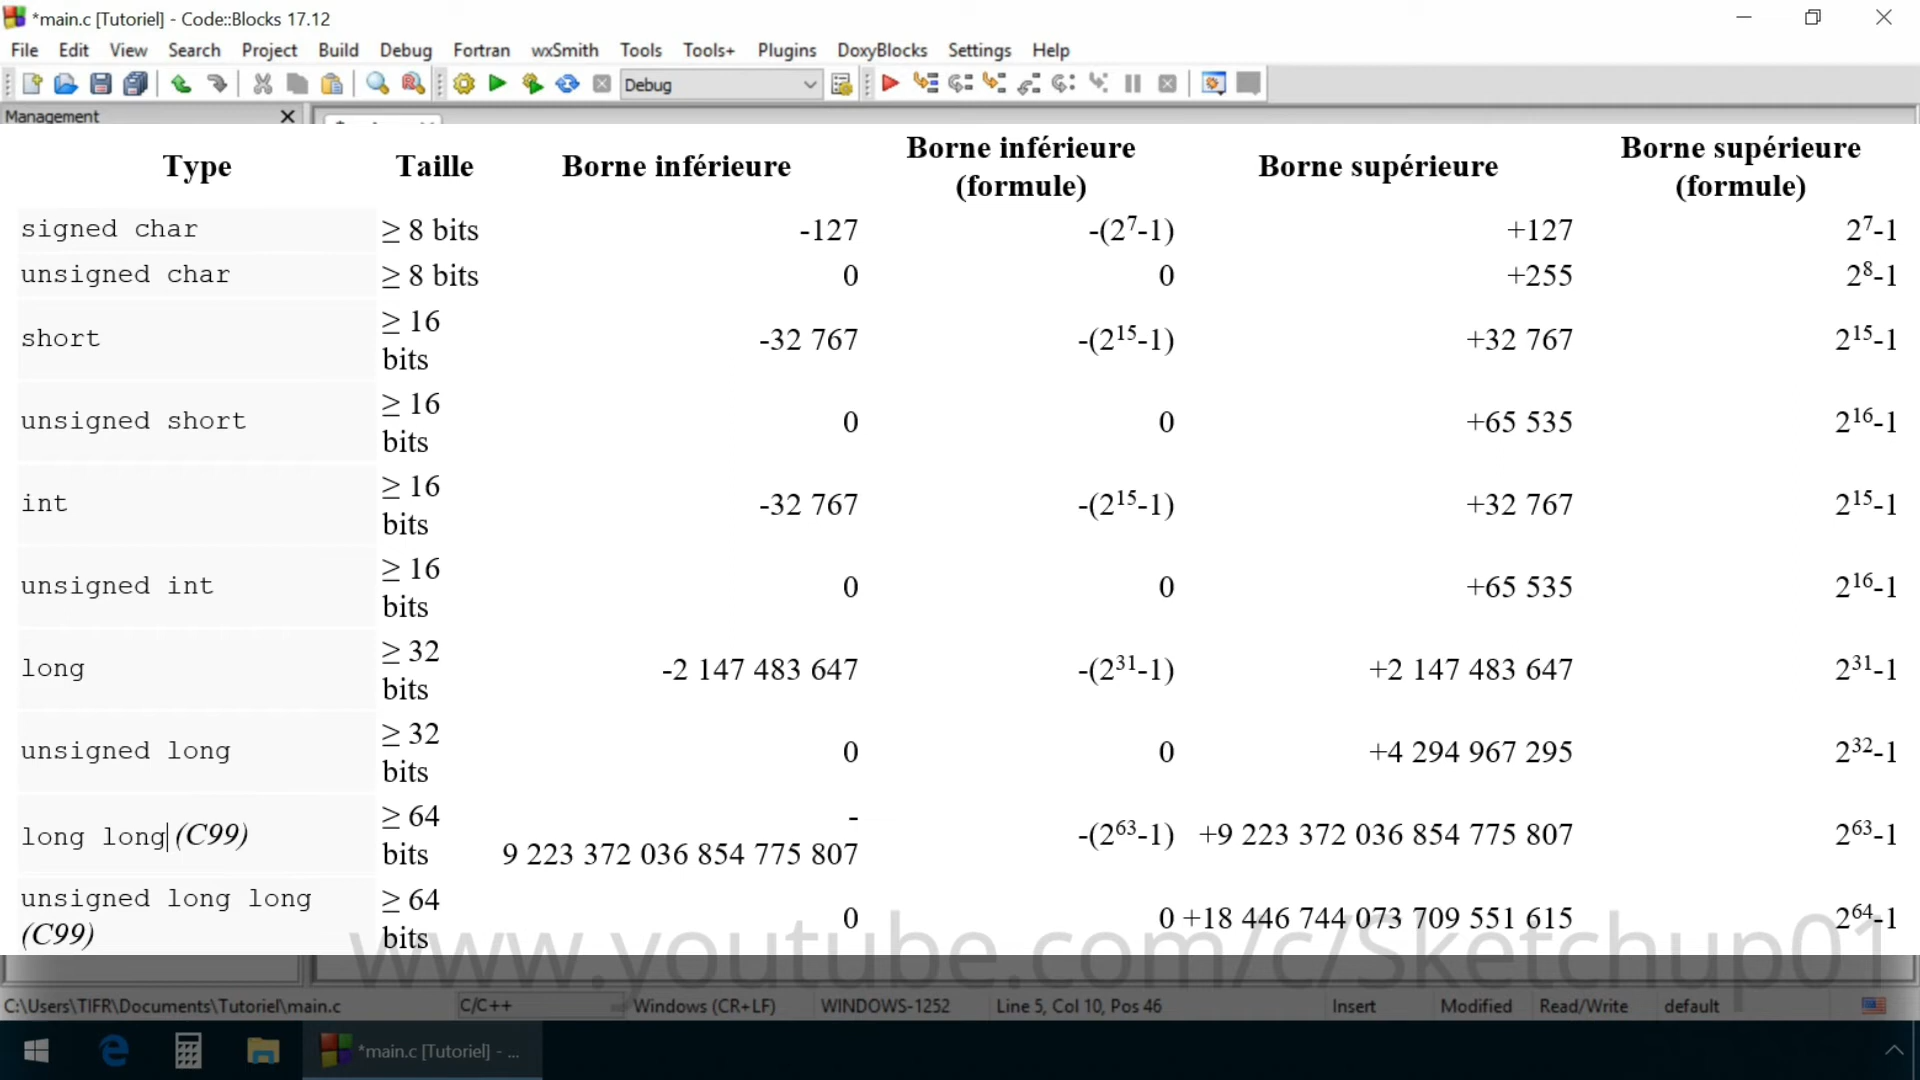 *main.c [Tutoriel] - Code::Blocks 17.12
File Edit View Search Project Build Debug Fortran wxSmith Tools Tools+ Plugins DoxyBlocks Settings Help
Debug
Management
Type Taille Borne inférieure Borne inférieure (formule) Borne supérieure Borne supérieure (formule)
signed char ≥ 8 bits -127 -(2⁷-1) +127 2⁷-1
unsigned char ≥ 8 bits 0 0 +255 2⁸-1
short ≥ 16 bits -32 767 -(2¹⁵-1) +32 767 2¹⁵-1
unsigned short ≥ 16 bits 0 0 +65 535 2¹⁶-1
int ≥ 16 bits -32 767 -(2¹⁵-1) +32 767 2¹⁵-1
unsigned int ≥ 16 bits 0 0 +65 535 2¹⁶-1
long ≥ 32 bits -2 147 483 647 -(2³¹-1) +2 147 483 647 2³¹-1
unsigned long ≥ 32 bits 0 0 +4 294 967 295 2³²-1
long long (C99) ≥ 64 bits -9 223 372 036 854 775 807 -(2⁶³-1) +9 223 372 036 854 775 807 2⁶³-1
unsigned long long (C99) ≥ 64 bits 0 0 +18 446 744 073 709 551 615 2⁶⁴-1
www.youtube.com/c/Sketchup01
C:\Users\TIFR\Documents\Tutoriel\main.c C/C++ Windows (CR+LF) WINDOWS-1252 Line 5, Col 10, Pos 46 Insert Modified Read/Write default
*main.c [Tutoriel] - ...